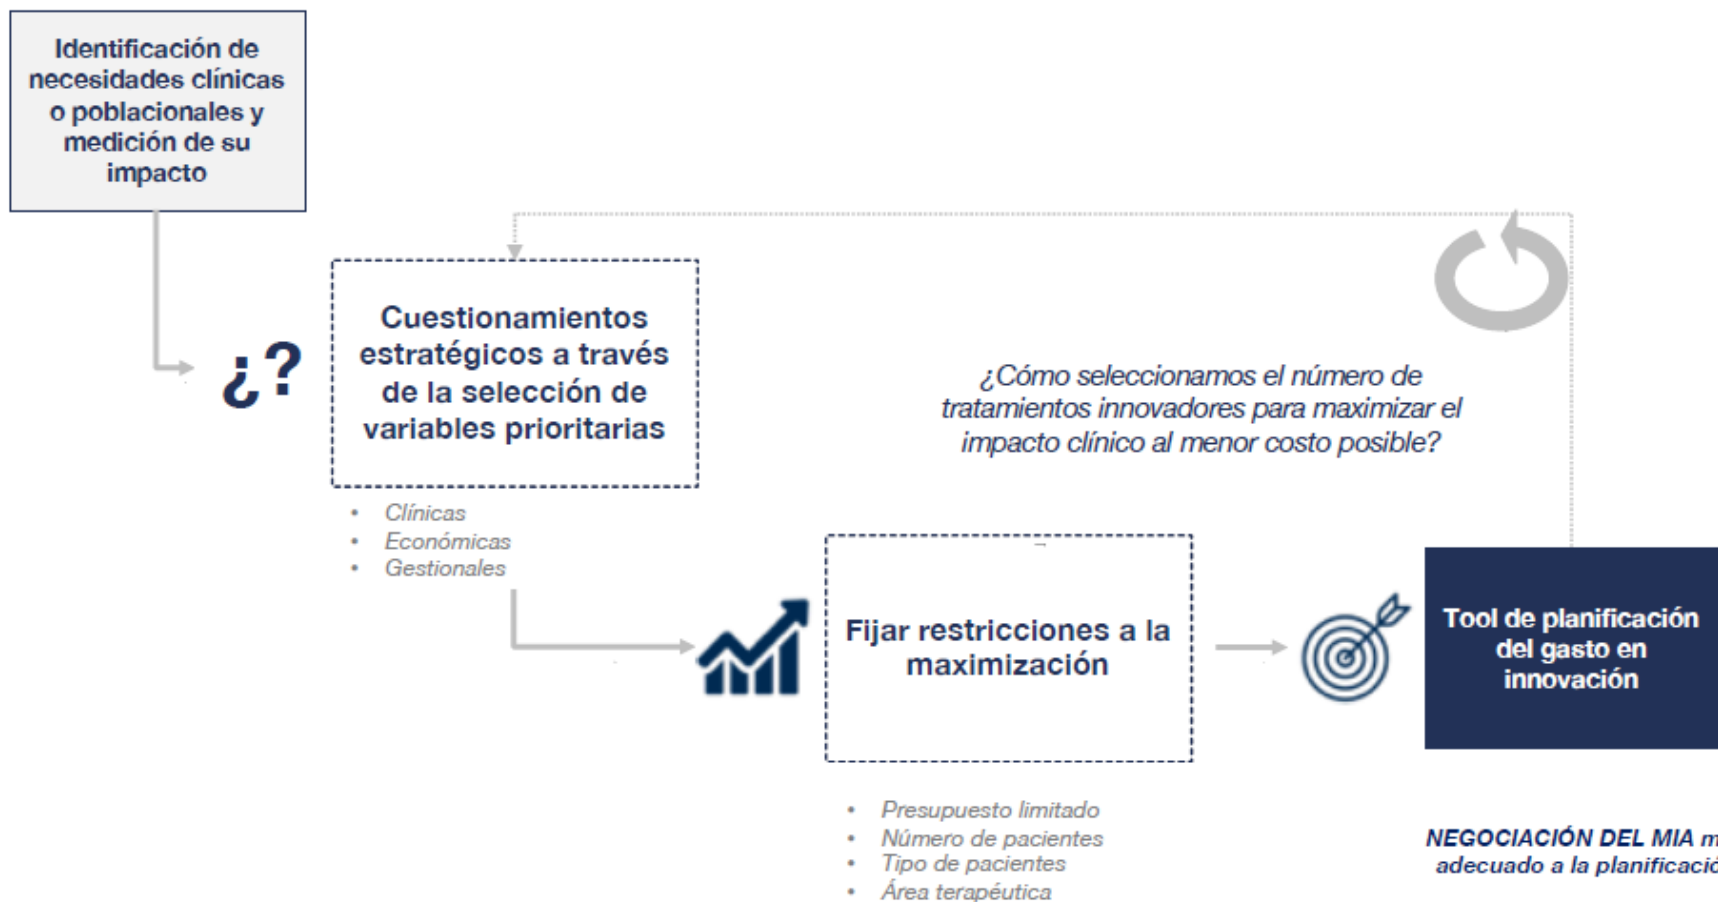 Identificación de
necesidades clínicas
o poblacionales y
medición de su
impacto
¿?
Cuestionamientos
estratégicos a través
de la selección de
variables prioritarias
• Clínicas
• Económicas
• Gestionales
¿Cómo seleccionamos el número de
tratamientos innovadores para maximizar el
impacto clínico al menor costo posible?
Fijar restricciones a la
maximización
• Presupuesto limitado
• Número de pacientes
• Tipo de pacientes
• Área terapéutica
Tool de planificación
del gasto en
innovación
NEGOCIACIÓN DEL MIA
adecuado a la